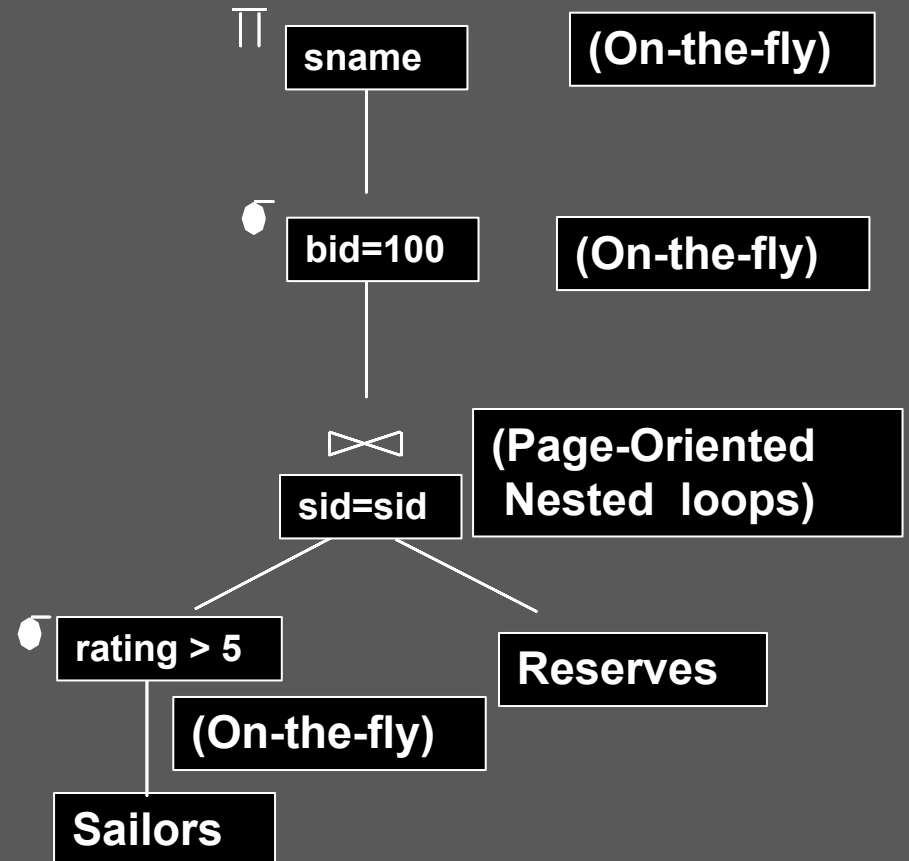 π sname (On-the-fly)
σ bid=100 (On-the-fly)
⋈
sid=sid (Page-Oriented
Nested loops)
σ rating > 5
Reserves
(On-the-fly)
Sailors